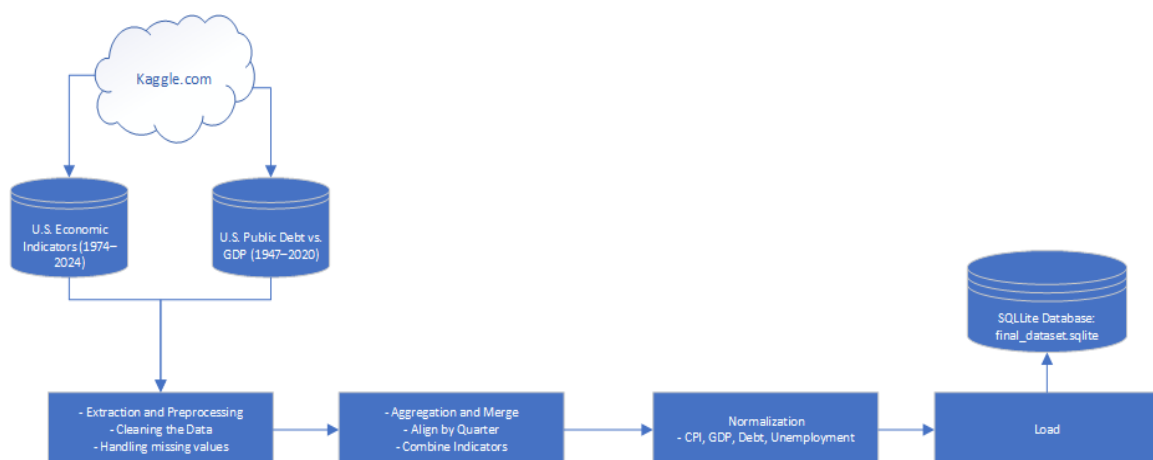 Kaggle.com
U.S. Economic
Indicators (1974–
2024)
U.S. Public Debt vs.
GDP (1947–2020)
SQLLite Database:
final_dataset.sqlite
- Extraction and Preprocessing
- Cleaning the Data
- Handling missing values
- Aggregation and Merge
- Align by Quarter
- Combine Indicators
Normalization
- CPI, GDP, Debt, Unemployment
Load